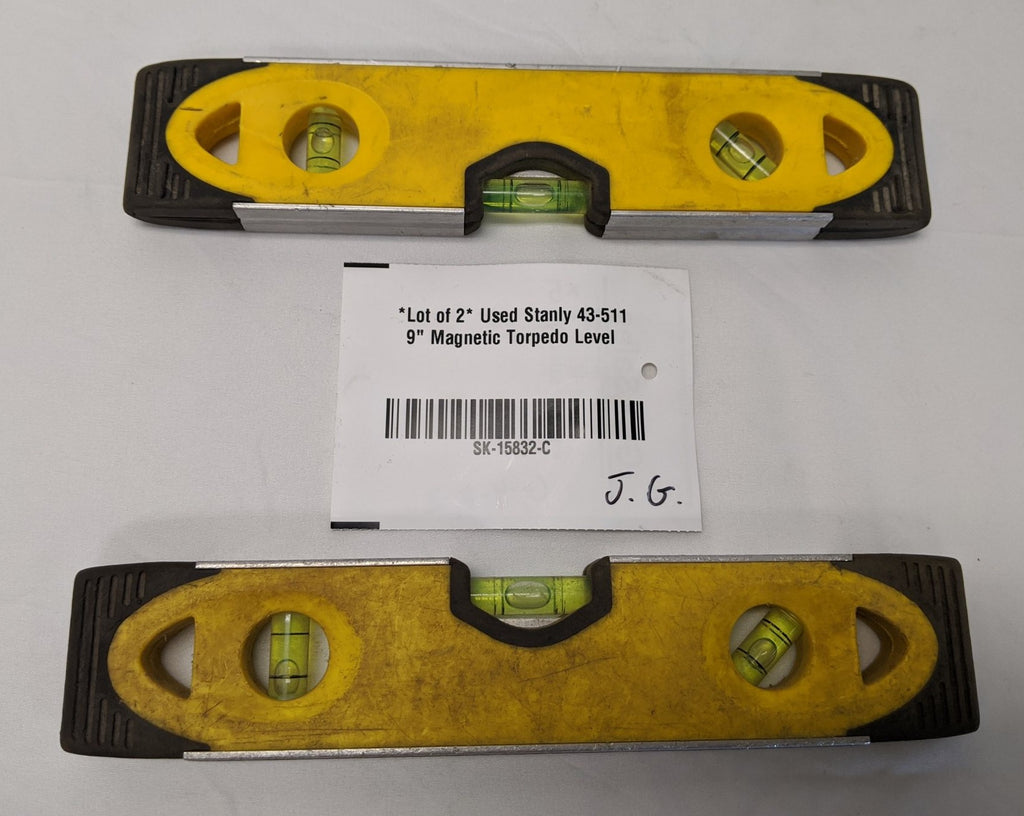 *Lot of 2* Used Stanly 43-511
9" Magnetic Torpedo Level
SK-15832-C
J. G.